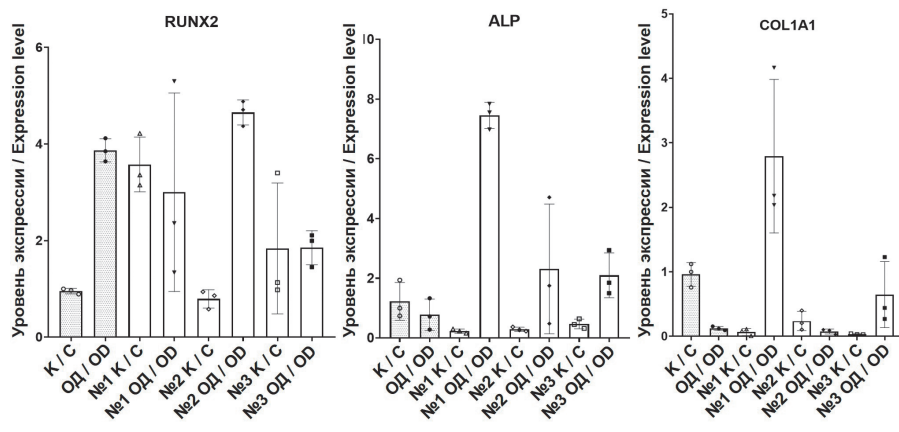 RUNX2
Уровень экспрессии / Expression level
6
4
2
0
К / C
ОД / OD
№1 К / C
№1 ОД / OD
№2 К / C
№2 ОД / OD
№3 К / C
№3 ОД / OD
ALP
Уровень экспрессии / Expression level
10
8
6
4
2
0
К / C
ОД / OD
№1 К / C
№1 ОД / OD
№2 К / C
№2 ОД / OD
№3 К / C
№3 ОД / OD
COL1A1
Уровень экспрессии / Expression level
5
4
3
2
1
0
К / C
ОД / OD
№1 К / C
№1 ОД / OD
№2 К / C
№2 ОД / OD
№3 К / C
№3 ОД / OD